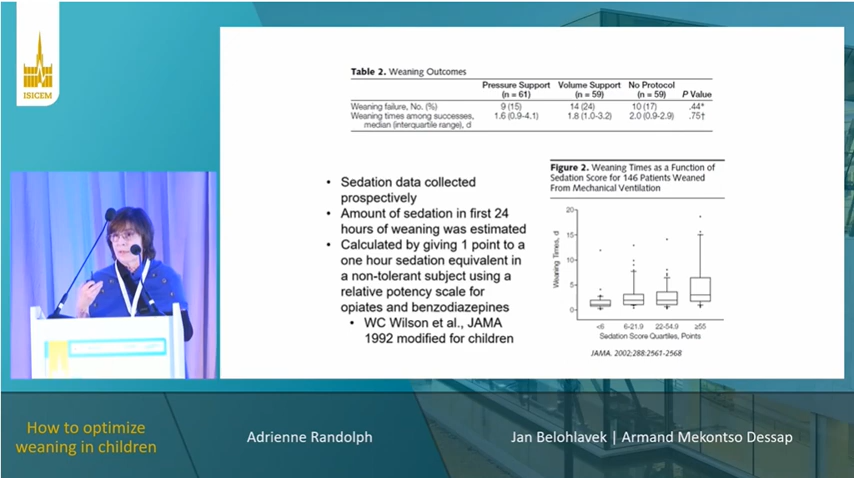 ISICEM
Table 2. Weaning Outcomes
Pressure Support Volume Support No Protocol
(n = 61) (n = 59) (n = 59) P Value
Weaning failure, No. (%) 9 (15) 14 (24) 10 (17) .44*
Weaning times among successes, 1.6 (0.9-4.1) 1.8 (1.0-3.2) 2.0 (0.9-2.9) .75†
median (interquartile range), d
• Sedation data collected
prospectively
• Amount of sedation in first 24
hours of weaning was estimated
• Calculated by giving 1 point to a
one hour sedation equivalent in
a non-tolerant subject using a
relative potency scale for
opiates and benzodiazepines
• WC Wilson et al., JAMA
1992 modified for children
Figure 2. Weaning Times as a Function of
Sedation Score for 146 Patients Weaned
From Mechanical Ventilation
Weaning Times, d
20
15
10
5
0
<6 6-21.9 22-54.9 ≥55
Sedation Score Quartiles, Points
JAMA. 2002;288:2561-2568
How to optimize
weaning in children
Adrienne Randolph
Jan Belohlavek | Armand Mekontso Dessap